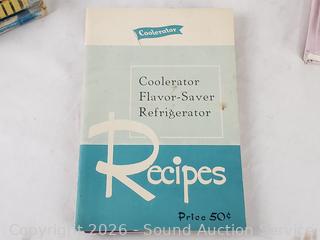 Coolerator
Coolerator
Flavor-Saver
Refrigerator
Recipes
Price 50¢
Copyright 2026 - Sound Auction Service